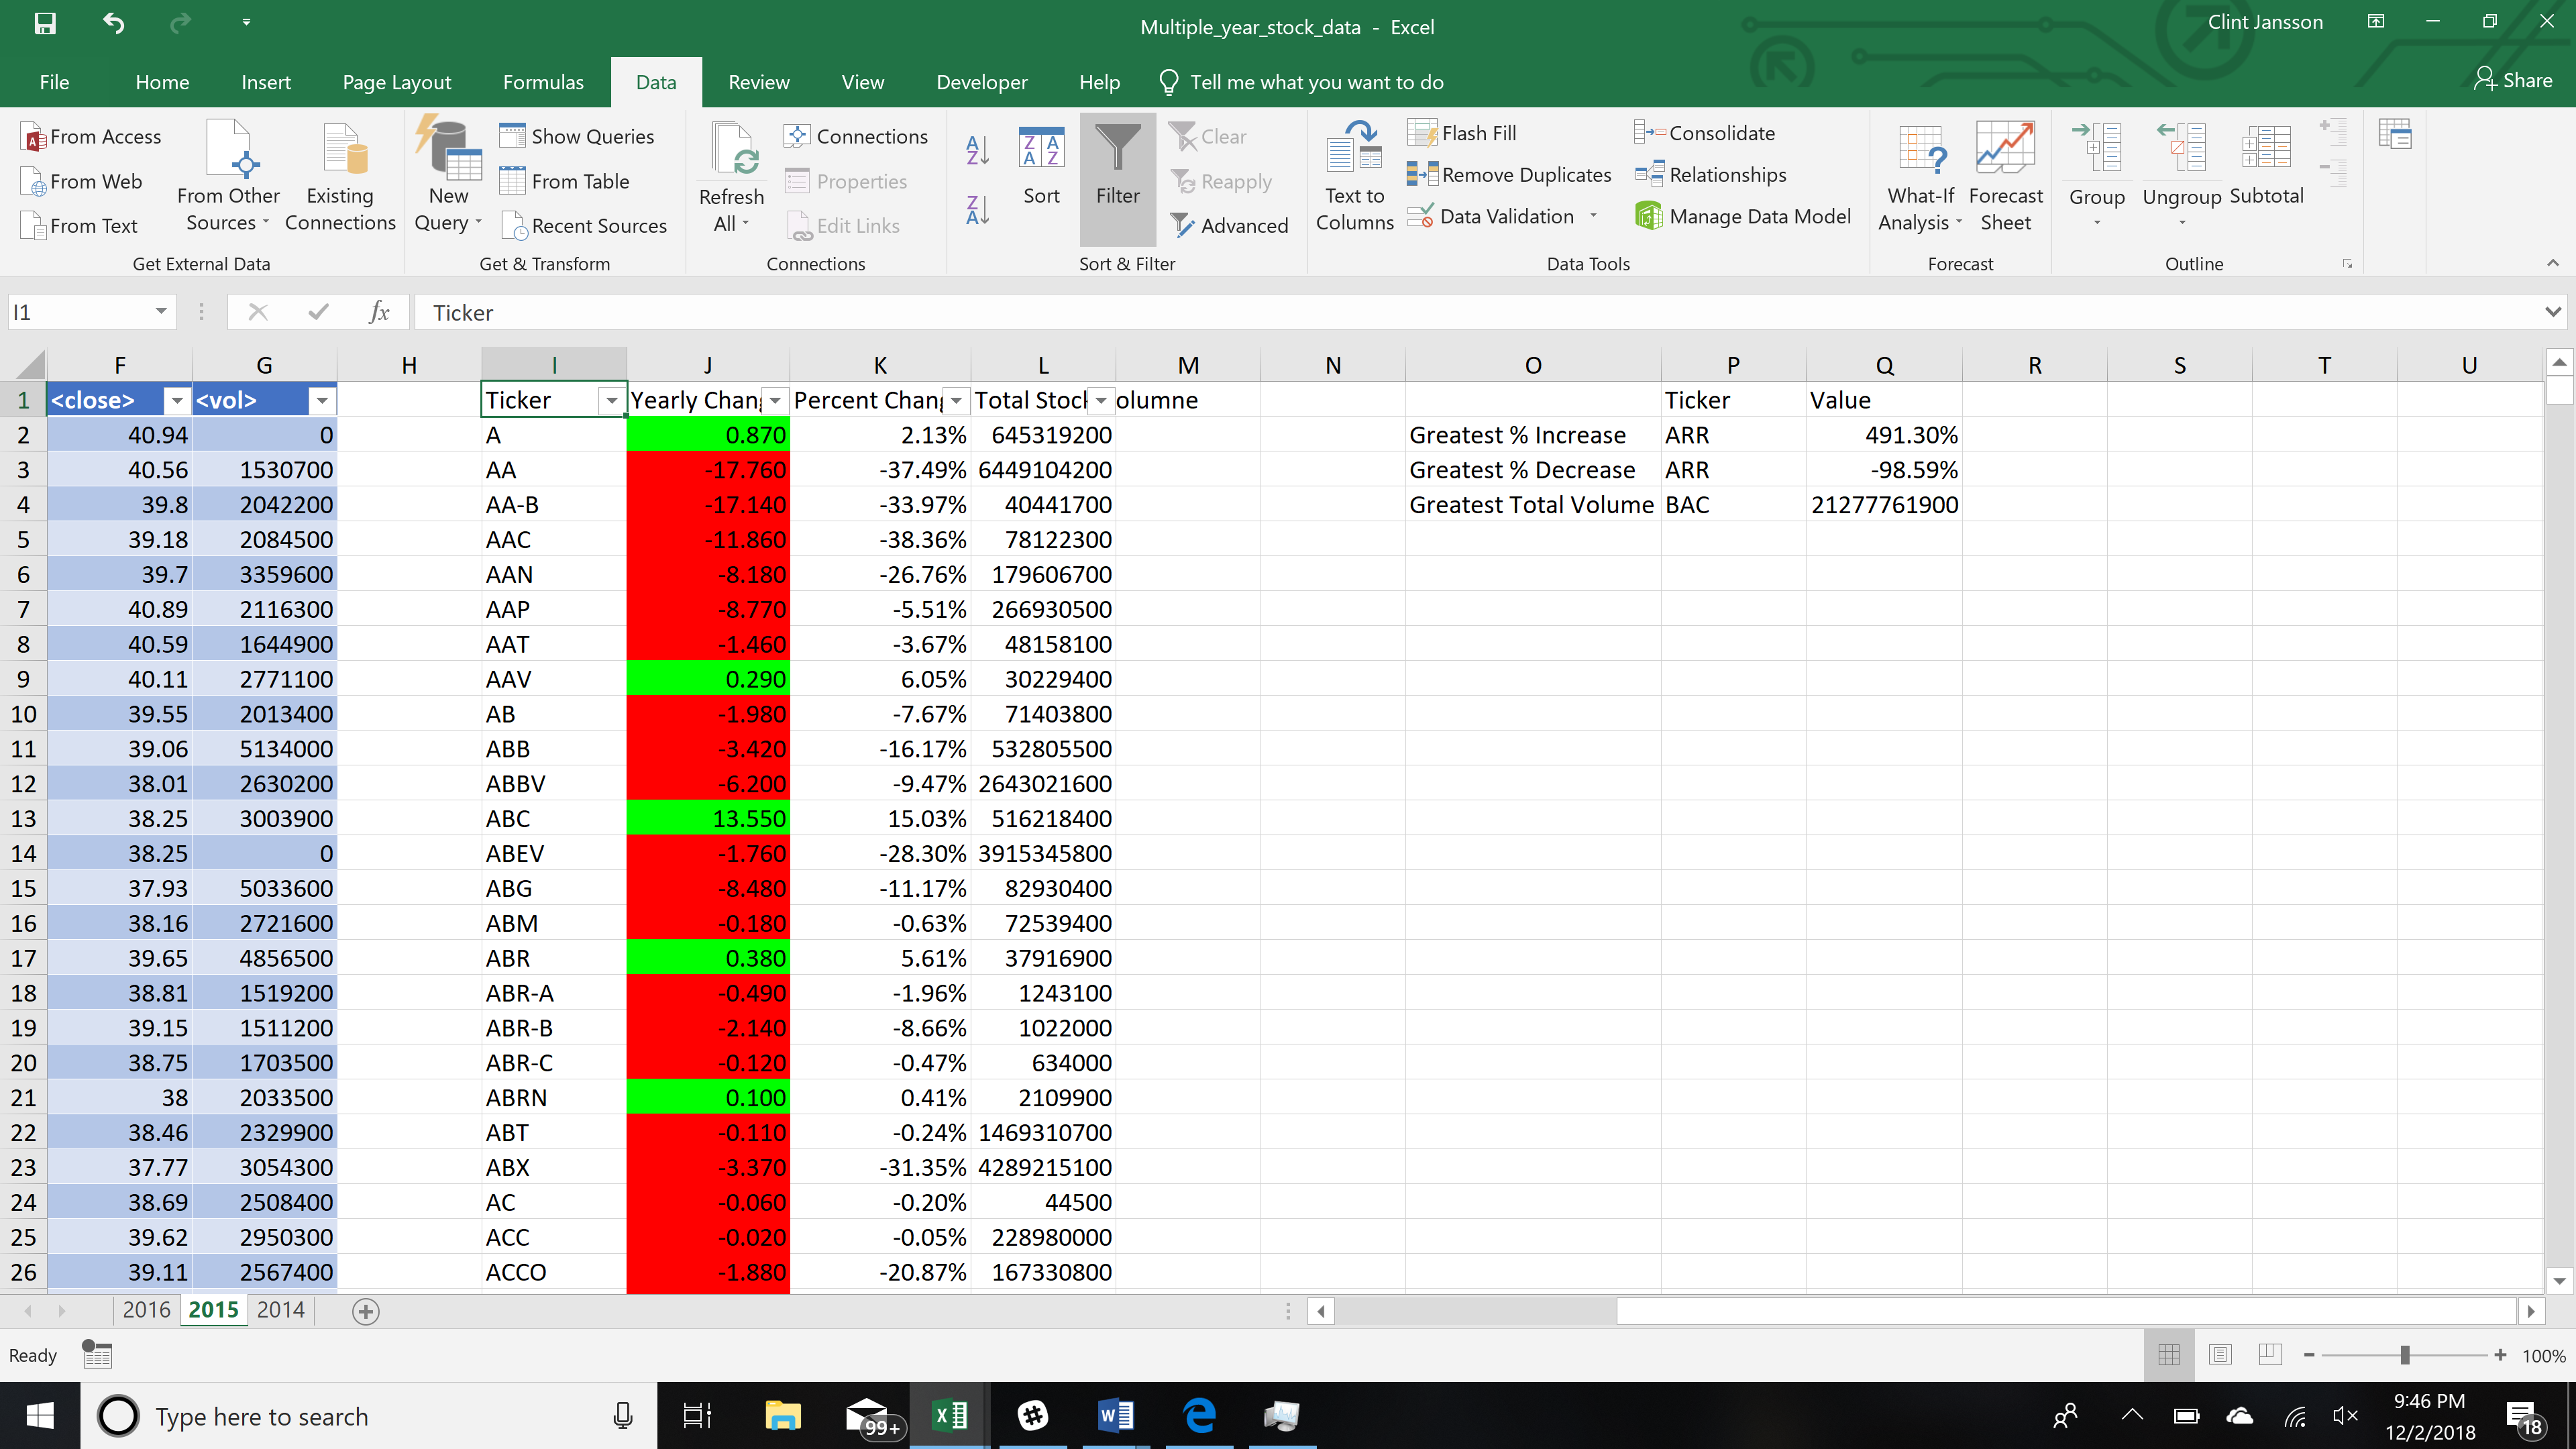 Multiple_year_stock_data - Excel
Clint Jansson
File Home Insert Page Layout Formulas Data Review View Developer Help Tell me what you want to do Share
From Access
From Web
From Text
From Other Sources
Existing Connections
Get External Data
New Query
Show Queries
From Table
Recent Sources
Get & Transform
Refresh All
Connections
Properties
Edit Links
Connections
Sort
Filter
Clear
Reapply
Advanced
Sort & Filter
Text to Columns
Flash Fill
Remove Duplicates
Data Validation
Consolidate
Relationships
Manage Data Model
Data Tools
What-If Analysis
Forecast Sheet
Forecast
Group
Ungroup
Subtotal
Outline
I1 fx Ticker
F G H I J K L M N O P Q R S T U
1 <close> <vol> Ticker Yearly Chang Percent Chang Total Stock olumne Ticker Value
2 40.94 0 A 0.870 2.13% 645319200 Greatest % Increase ARR 491.30%
3 40.56 1530700 AA -17.760 -37.49% 6449104200 Greatest % Decrease ARR -98.59%
4 39.8 2042200 AA-B -17.140 -33.97% 40441700 Greatest Total Volume BAC 21277761900
5 39.18 2084500 AAC -11.860 -38.36% 78122300
6 39.7 3359600 AAN -8.180 -26.76% 179606700
7 40.89 2116300 AAP -8.770 -5.51% 266930500
8 40.59 1644900 AAT -1.460 -3.67% 48158100
9 40.11 2771100 AAV 0.290 6.05% 30229400
10 39.55 2013400 AB -1.980 -7.67% 71403800
11 39.06 5134000 ABB -3.420 -16.17% 532805500
12 38.01 2630200 ABBV -6.200 -9.47% 2643021600
13 38.25 3003900 ABC 13.550 15.03% 516218400
14 38.25 0 ABEV -1.760 -28.30% 3915345800
15 37.93 5033600 ABG -8.480 -11.17% 82930400
16 38.16 2721600 ABM -0.180 -0.63% 72539400
17 39.65 4856500 ABR 0.380 5.61% 37916900
18 38.81 1519200 ABR-A -0.490 -1.96% 1243100
19 39.15 1511200 ABR-B -2.140 -8.66% 1022000
20 38.75 1703500 ABR-C -0.120 -0.47% 634000
21 38 2033500 ABRN 0.100 0.41% 2109900
22 38.46 2329900 ABT -0.110 -0.24% 1469310700
23 37.77 3054300 ABX -3.370 -31.35% 4289215100
24 38.69 2508400 AC -0.060 -0.20% 44500
25 39.62 2950300 ACC -0.020 -0.05% 228980000
26 39.11 2567400 ACCO -1.880 -20.87% 167330800
2016 2015 2014
Ready 100%
Type here to search 99+ 9:46 PM
12/2/2018 18